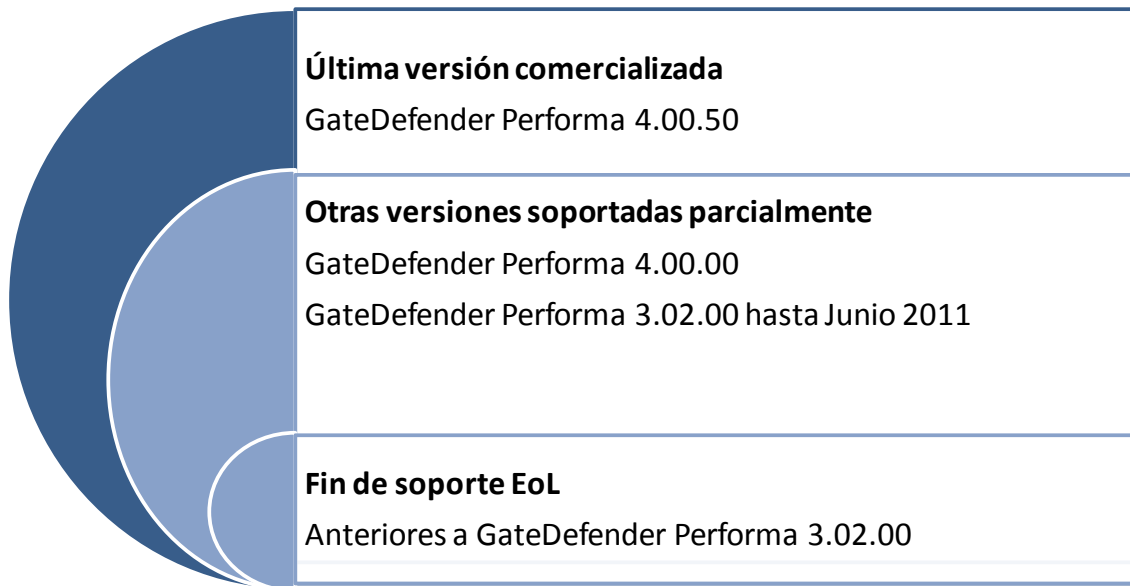 Última versión comercializada
GateDefender Performa 4.00.50
Otras versiones soportadas parcialmente
GateDefender Performa 4.00.00
GateDefender Performa 3.02.00 hasta Junio 2011
Fin de soporte EoL
Anteriores a GateDefender Performa 3.02.00